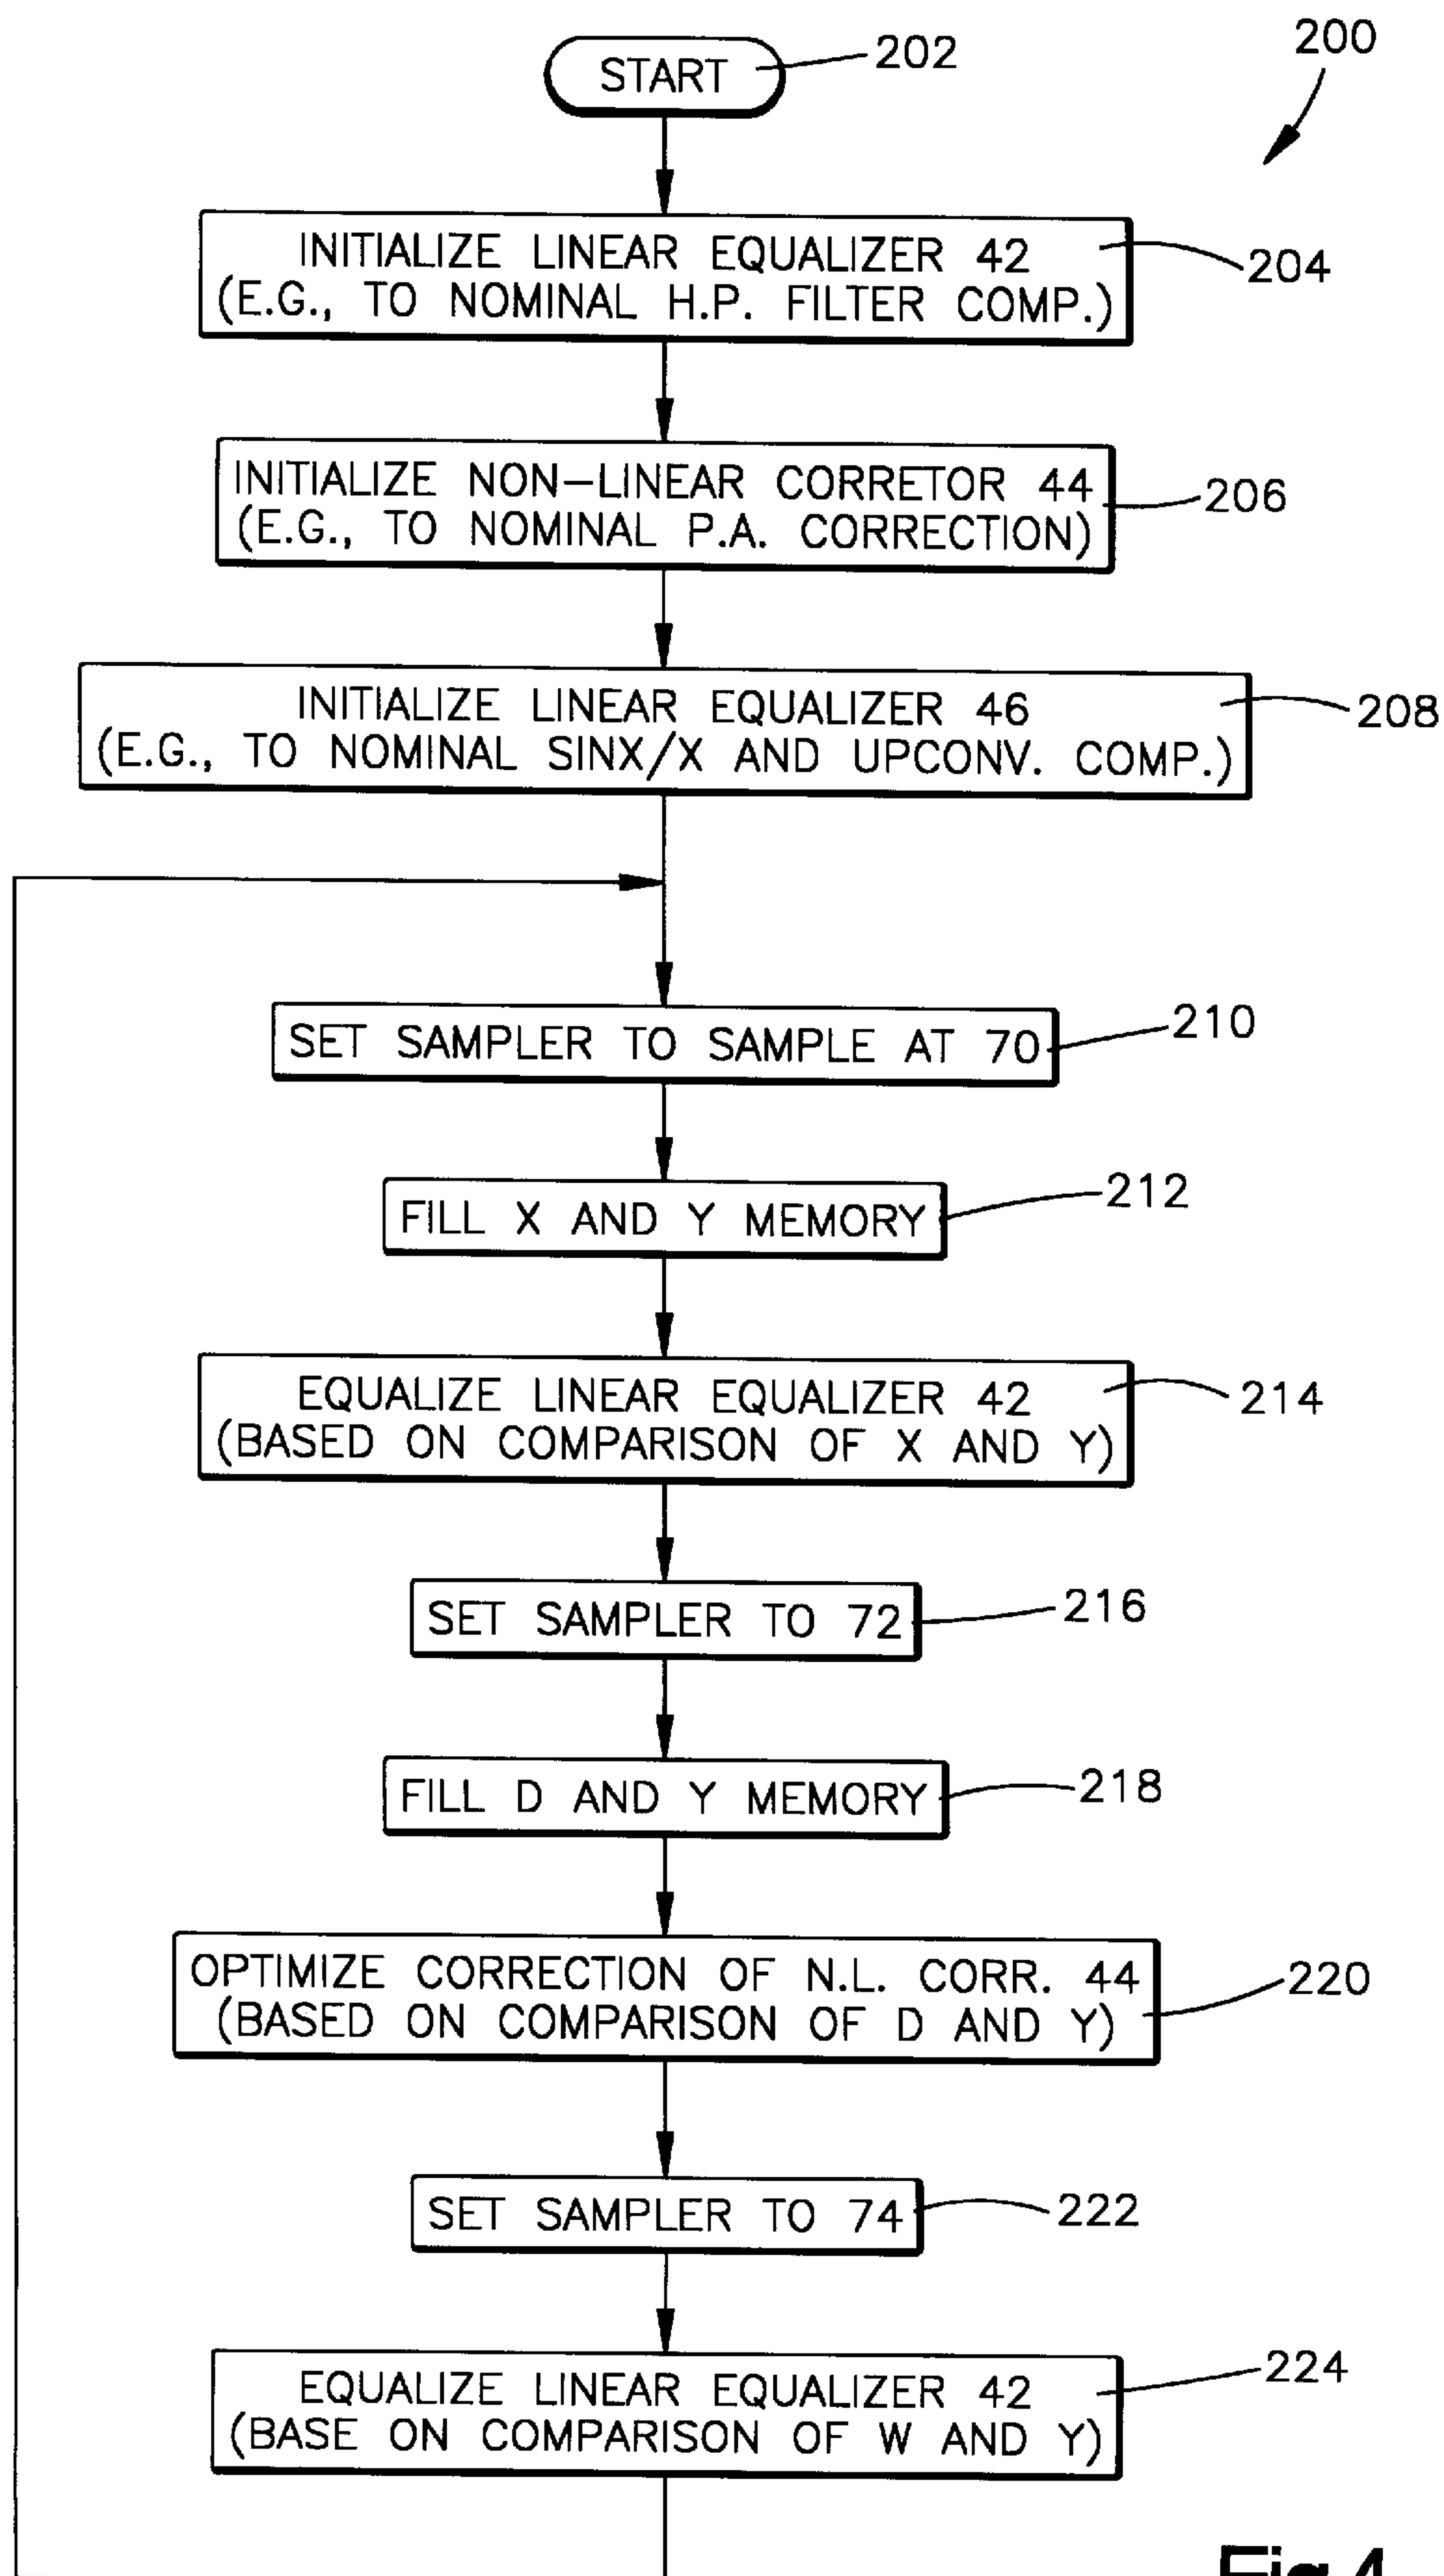 200
START
202
INITIALIZE LINEAR EQUALIZER 42
(E.G., TO NOMINAL H.P. FILTER COMP.)
204
INITIALIZE NON-LINEAR CORRETOR 44
(E.G., TO NOMINAL P.A. CORRECTION)
206
INITIALIZE LINEAR EQUALIZER 46
(E.G., TO NOMINAL SINX/X AND UPCONV. COMP.)
208
SET SAMPLER TO SAMPLE AT 70
210
FILL X AND Y MEMORY
212
EQUALIZE LINEAR EQUALIZER 42
(BASED ON COMPARISON OF X AND Y)
214
SET SAMPLER TO 72
216
FILL D AND Y MEMORY
218
OPTIMIZE CORRECTION OF N.L. CORR. 44
(BASED ON COMPARISON OF D AND Y)
220
SET SAMPLER TO 74
222
EQUALIZE LINEAR EQUALIZER 42
(BASE ON COMPARISON OF W AND Y)
224
Fig.4